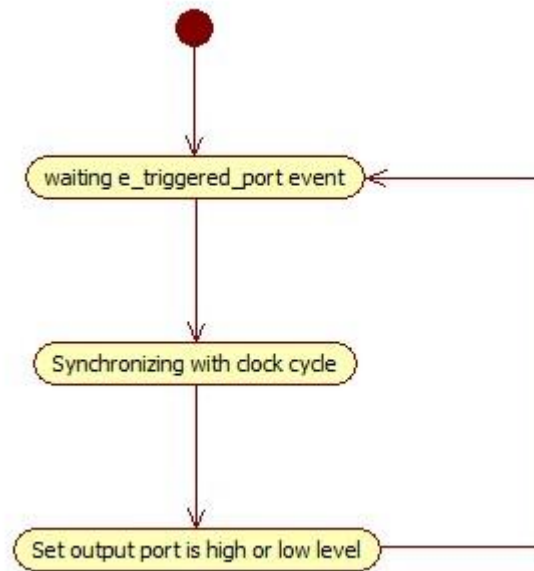 waiting e_triggered_port event
Synchronizing with clock cycle
Set output port is high or low level